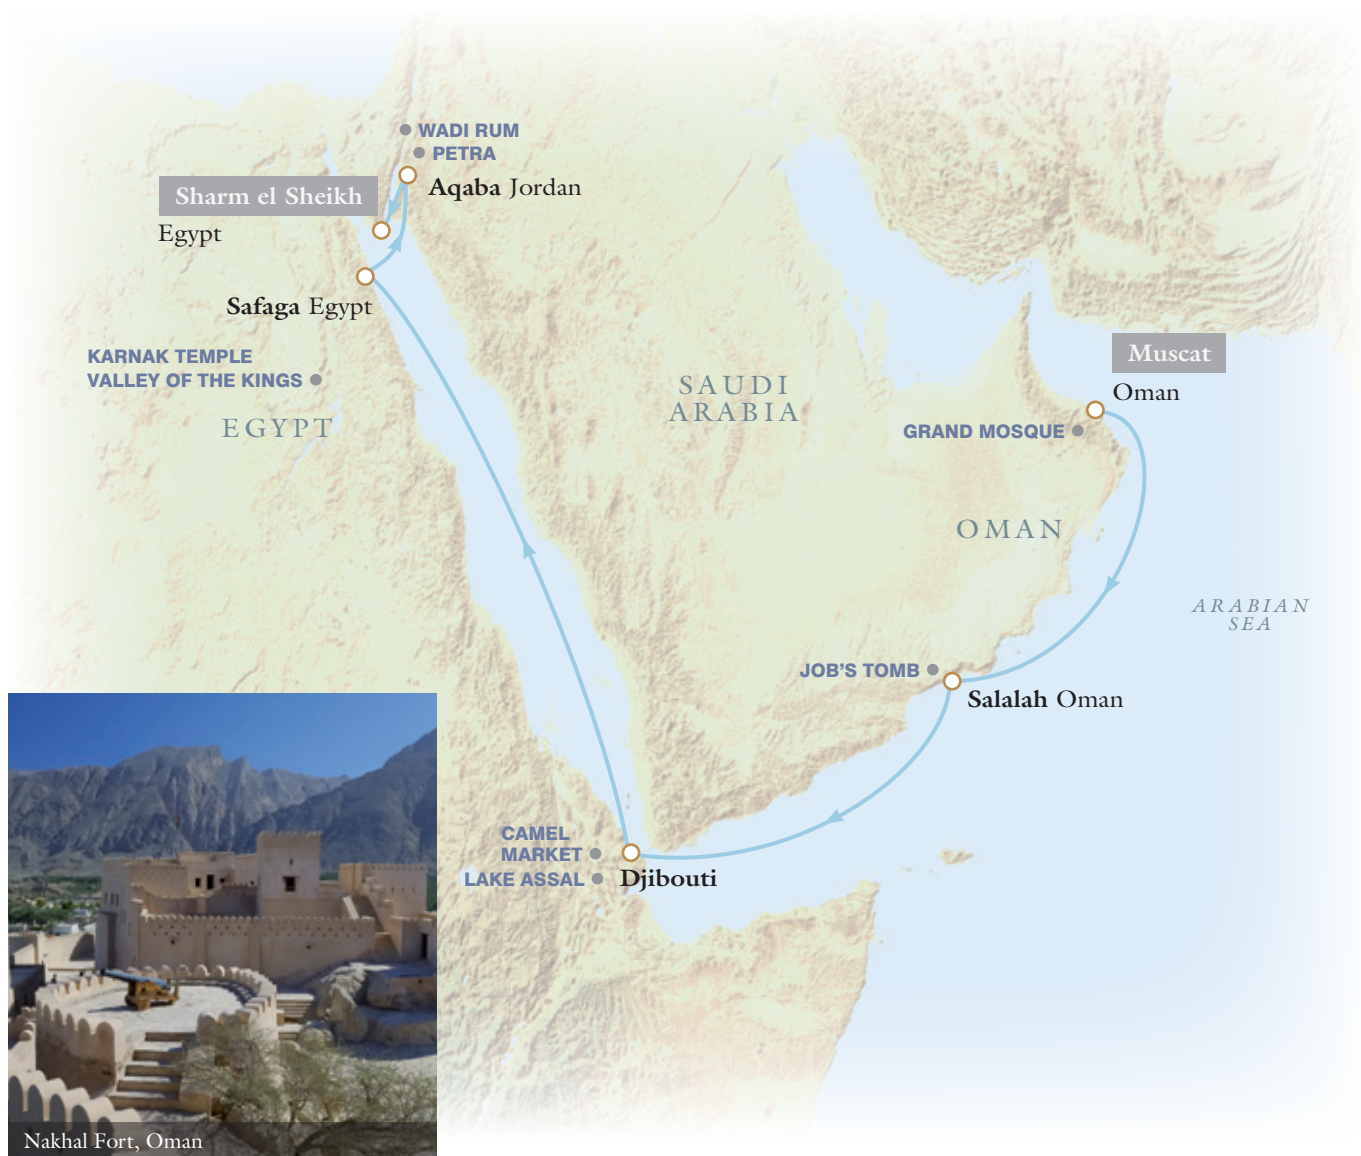 WADI RUM
PETRA
Aqaba Jordan
Sharm el Sheikh
Egypt
Safaga Egypt
KARNAK TEMPLE
VALLEY OF THE KINGS
EGYPT
SAUDI
ARABIA
Muscat
Oman
GRAND MOSQUE
OMAN
ARABIAN
SEA
JOB'S TOMB
Salalah Oman
CAMEL
MARKET
LAKE ASSAL
Djibouti
Nakhal Fort, Oman